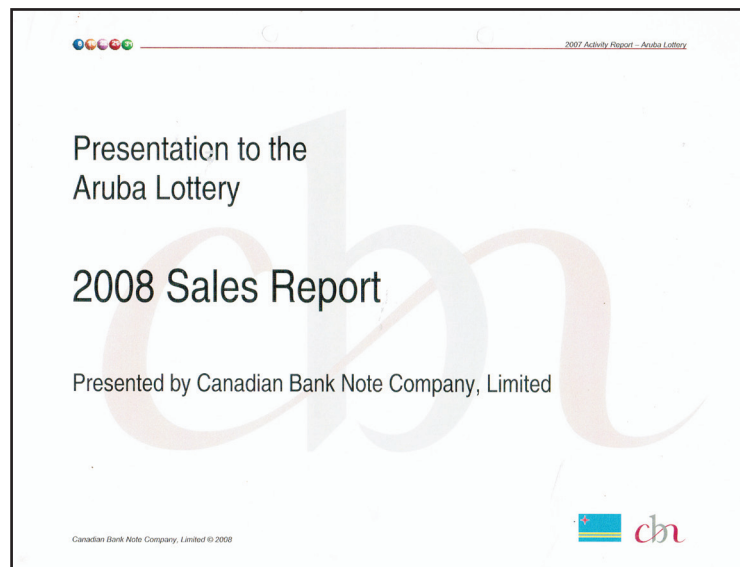 2007 Activity Report – Aruba Lottery
Presentation to the
Aruba Lottery
2008 Sales Report
Presented by Canadian Bank Note Company, Limited
Canadian Bank Note Company, Limited © 2008
cbn